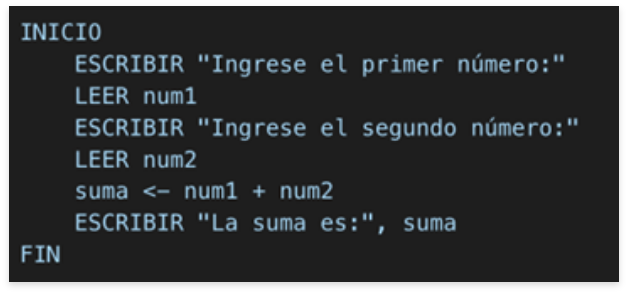 INICIO
ESCRIBIR "Ingrese el primer número:"
LEER num1
ESCRIBIR "Ingrese el segundo número:"
LEER num2
suma <- num1 + num2
ESCRIBIR "La suma es:", suma
FIN